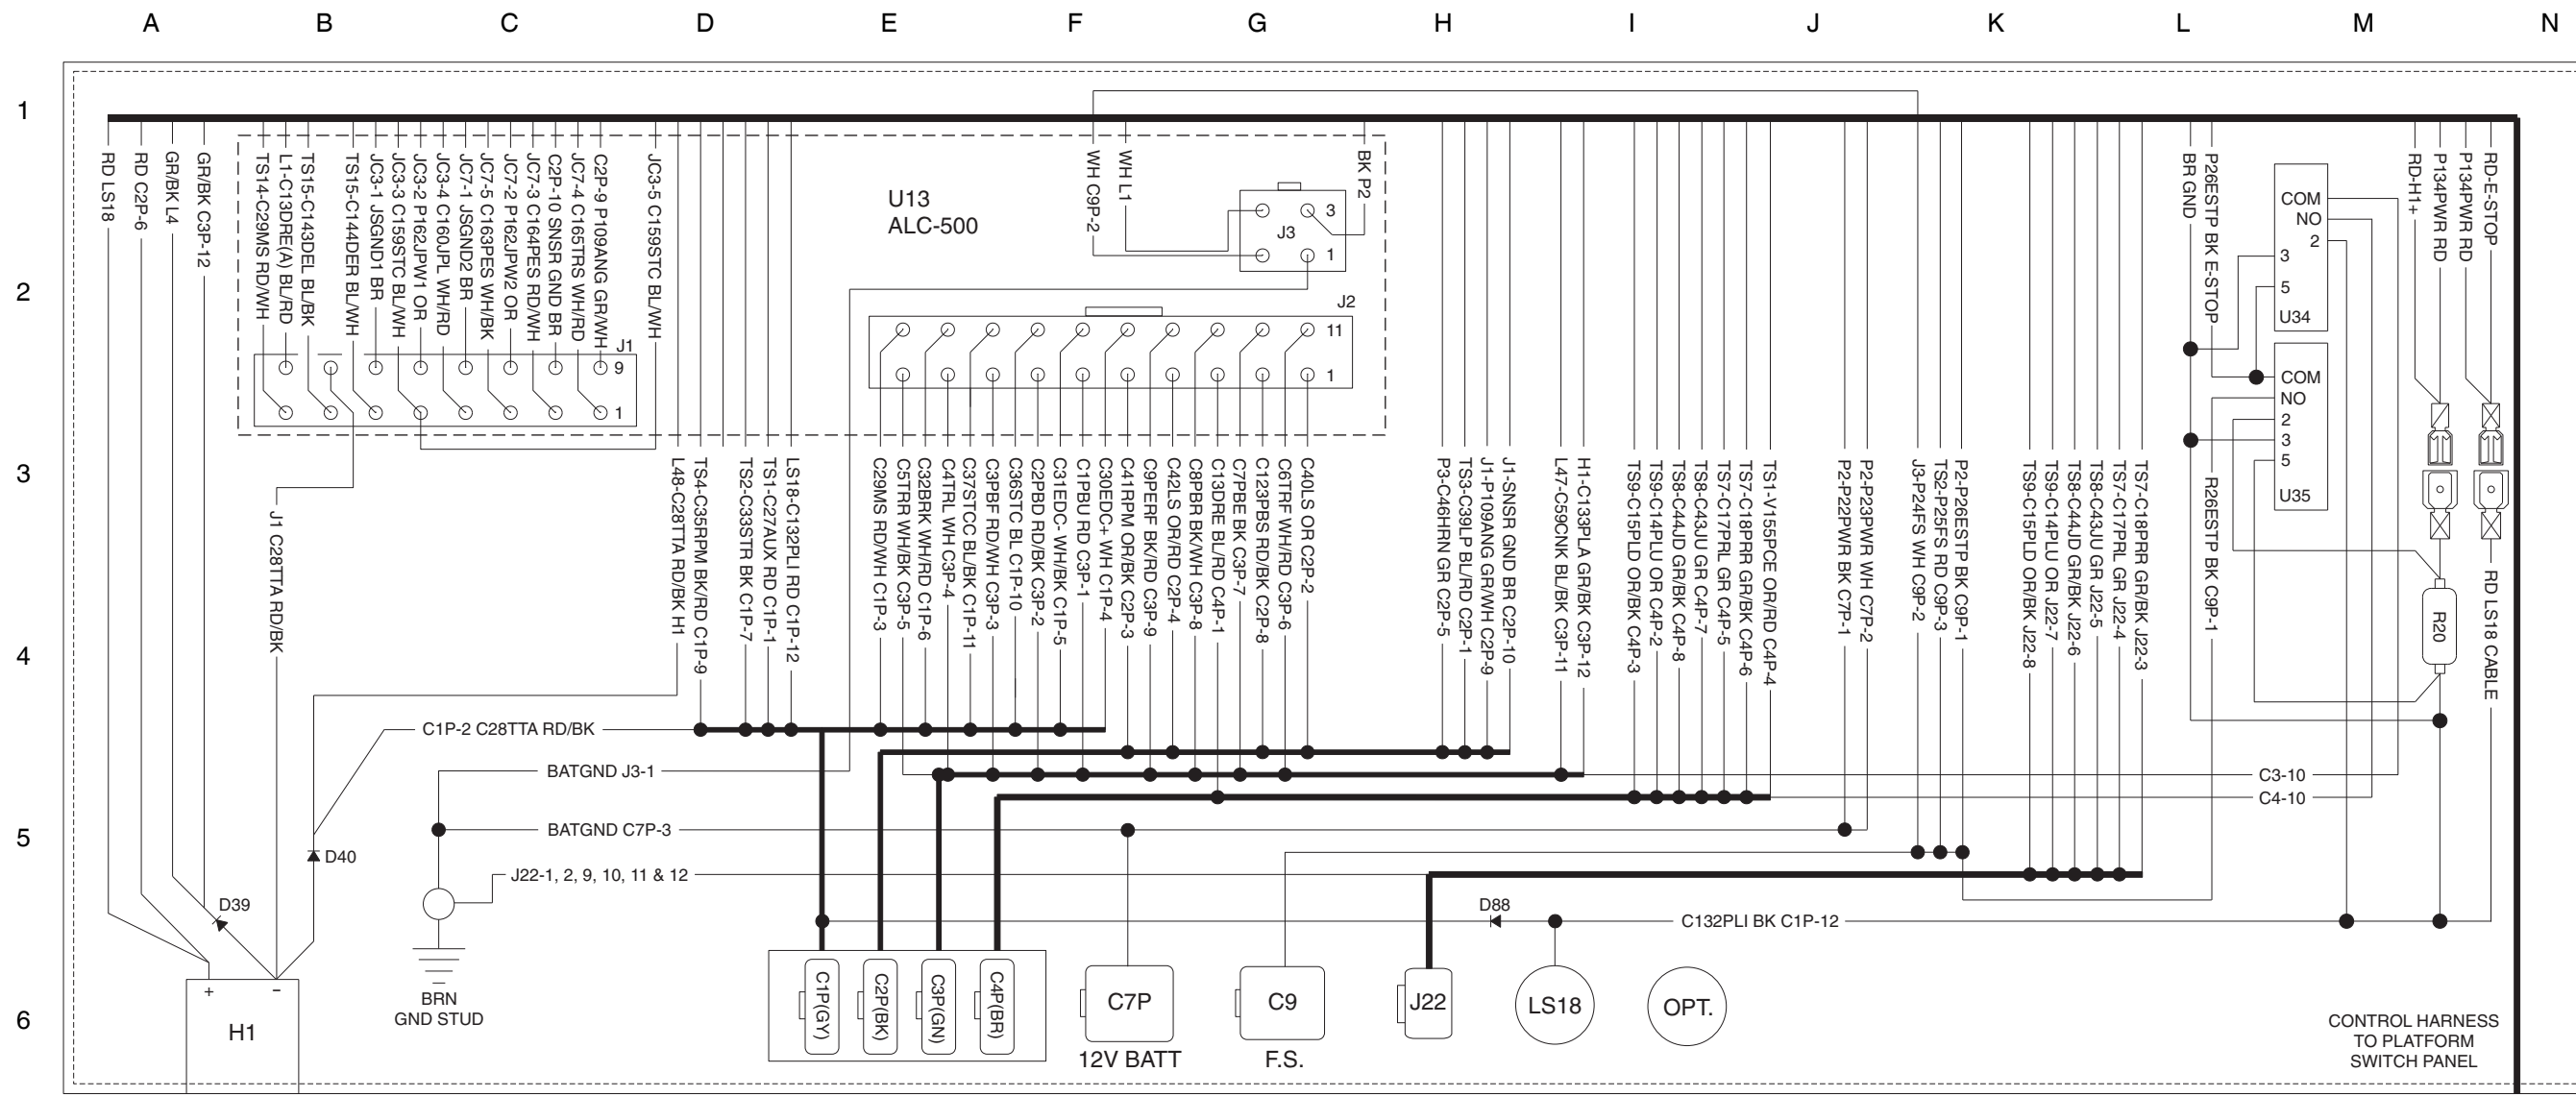 A B C D E F G H I J K L M N
1
2
3
4
5
6
RD LS18
RD C2P-6
GR/BK L4
GR/BK C3P-12
TS14-C29MS RD/WH
L1-C13DRE(A) BL/RD
TS15-C143DEL BL/BK
TS15-C144DER BL/WH
JC3-1 JSGND1 BR
JC3-3 C159STC BL/WH
JC3-2 P162JPW1 OR
JC3-4 C160JPL WH/RD
JC7-1 JSGND2 BR
JC7-5 C163PES WH/BK
JC7-2 P162JPW2 OR
JC7-3 C164PES RD/WH
C2P-10 SNSR GND BR
JC7-4 C165TRS WH/RD
C2P-9 P109ANG GR/WH
JC3-5 C159STC BL/WH
J1
9
1
U13
ALC-500
WH C9P-2
WH L1
BK P2
3
J3
1
J2
11
1
BR GND
P26ESTP BK E-STOP
COM
NO
2
3
5
U34
COM
NO
2
3
5
U35
RD-H1+
P134PWR RD
P134PWR RD
RD-E-STOP
J1 C28TTA RD/BK
L48-C28TTA RD/BK H1
TS4-C35RPM BK/RD C1P-9
TS2-C33STR BK C1P-7
TS1-C27AUX RD C1P-1
LS18-C132PLI RD C1P-12
C29MS RD/WH C1P-3
C5TRR WH/BK C3P-5
C32BRK WH/RD C1P-6
C4TRL WH C3P-4
C37STCC BL/BK C1P-11
C3PBF RD/WH C3P-3
C36STC BL C1P-10
C2PBD RD/BK C3P-2
C31EDC- WH/BK C1P-5
C1PBU RD C3P-1
C30EDC+ WH C1P-4
C41RPM OR/BK C2P-3
C9PERF BK/RD C3P-9
C42LS OR/RD C2P-4
C8PBR BK/WH C3P-8
C13DRE BL/RD C4P-1
C7PBE BK C3P-7
C123PBS RD/BK C2P-8
C6TRF WH/RD C3P-6
C40LS OR C2P-2
P3-C46HRN GR C2P-5
TS3-C39LP BL/RD C2P-1
J1-P109ANG GR/WH C2P-9
J1-SNSR GND BR C2P-10
L47-C59CNK BL/BK C3P-11
H1-C133PLA GR/BK C3P-12
TS9-C15PLD OR/BK C4P-3
TS9-C14PLU OR C4P-2
TS8-C44JD GR/BK C4P-8
TS8-C43JU GR C4P-7
TS7-C17PRL GR C4P-5
TS7-C18PRR GR/BK C4P-6
TS1-V155PCE OR/RD C4P-4
P2-P22PWR BK C7P-1
P2-P23PWR WH C7P-2
J3-P24FS WH C9P-2
TS2-P25FS RD C9P-3
P2-P26ESTP BK C9P-1
TS9-C15PLD OR/BK J22-8
TS9-C14PLU OR J22-7
TS8-C44JD GR/BK J22-6
TS8-C43JU GR J22-5
TS7-C17PRL GR J22-4
TS7-C18PRR GR/BK J22-3
R26ESTP BK C9P-1
R20
RD LS18 CABLE
C1P-2 C28TTA RD/BK
BATGND J3-1
C3-10
C4-10
BATGND C7P-3
D40
J22-1, 2, 9, 10, 11 & 12
D39
D88
C132PLI BK C1P-12
+
−
H1
BRN
GND STUD
C1P(GY)
C2P(BK)
C3P(GN)
C4P(BR)
C7P
12V BATT
C9
F.S.
J22
LS18
OPT.
CONTROL HARNESS
TO PLATFORM
SWITCH PANEL